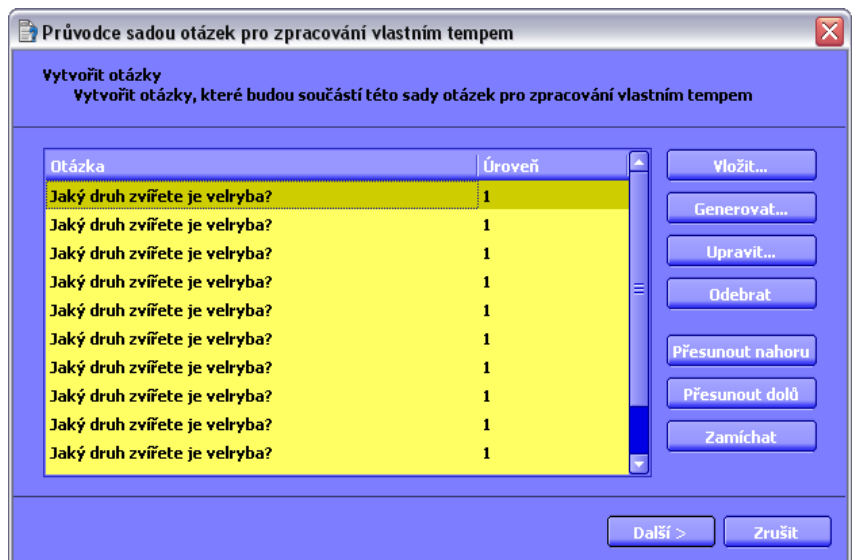 Průvodce sadou otázek pro zpracování vlastním tempem
Vytvořit otázky
Vytvořit otázky, které budou součástí této sady otázek pro zpracování vlastním tempem
Otázka Úroveň
Jaký druh zvířete je velryba? 1
Jaký druh zvířete je velryba? 1
Jaký druh zvířete je velryba? 1
Jaký druh zvířete je velryba? 1
Jaký druh zvířete je velryba? 1
Jaký druh zvířete je velryba? 1
Jaký druh zvířete je velryba? 1
Jaký druh zvířete je velryba? 1
Jaký druh zvířete je velryba? 1
Jaký druh zvířete je velryba? 1
Vložit...
Generovat...
Upravit...
Odebrat
Přesunout nahoru
Přesunout dolů
Zamíchat
Další >
Zrušit